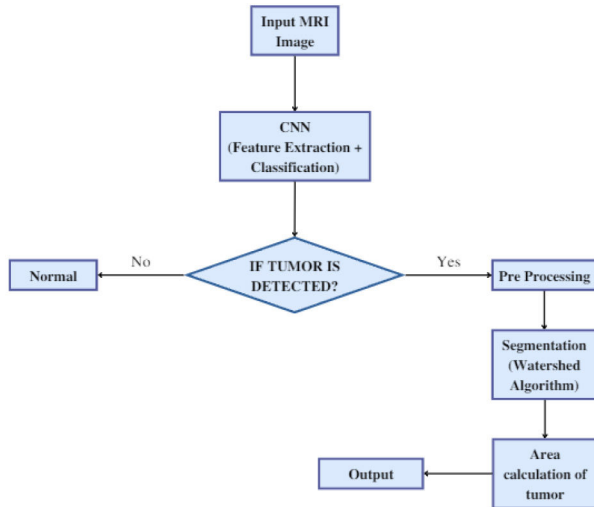 Input MRI
Image
CNN
(Feature Extraction +
Classification)
IF TUMOR IS
DETECTED?
No
Normal
Yes
Pre Processing
Segmentation
(Watershed
Algorithm)
Area
calculation of
tumor
Output